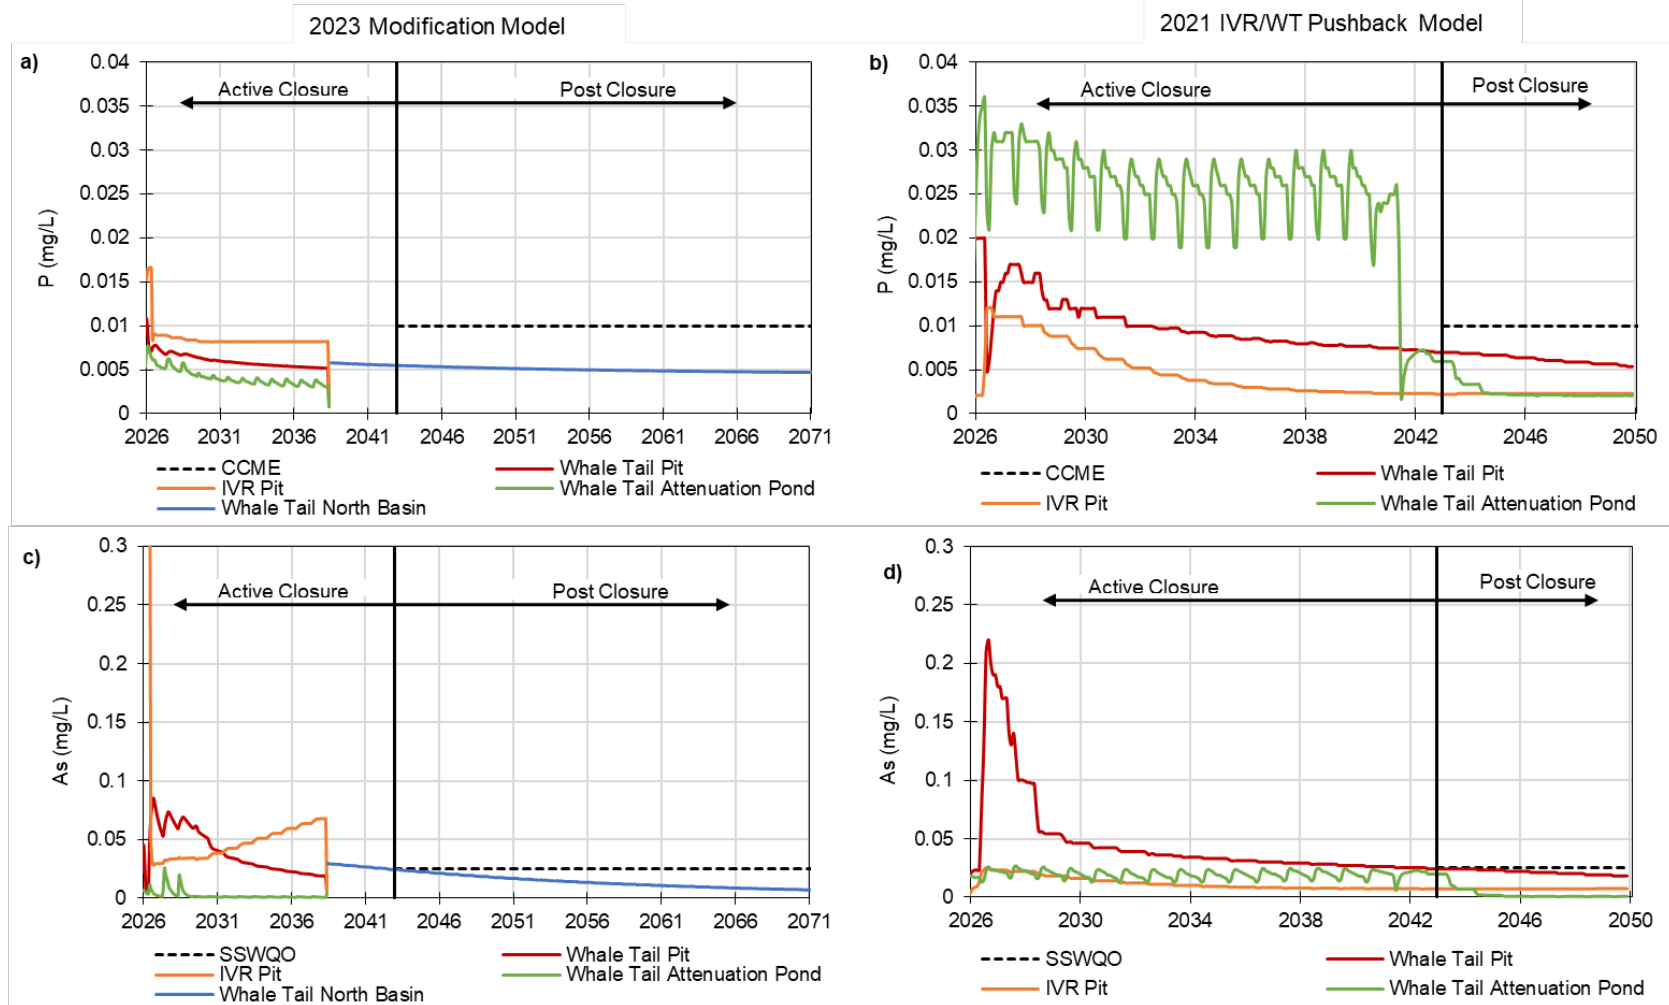 2023 Modification Model
2021 IVR/WT Pushback Model
a)
0.04
0.035
0.03
0.025
0.02
0.015
0.01
0.005
0
P (mg/L)
Active Closure
Post Closure
2026 2031 2036 2041 2046 2051 2056 2061 2066 2071
CCME
Whale Tail Pit
IVR Pit
Whale Tail Attenuation Pond
Whale Tail North Basin
b)
0.04
0.035
0.03
0.025
0.02
0.015
0.01
0.005
0
P (mg/L)
Active Closure
Post Closure
2026 2030 2034 2038 2042 2046 2050
CCME
Whale Tail Pit
IVR Pit
Whale Tail Attenuation Pond
c)
0.3
0.25
0.2
0.15
0.1
0.05
0
As (mg/L)
Active Closure
Post Closure
2026 2031 2036 2041 2046 2051 2056 2061 2066 2071
SSWQO
Whale Tail Pit
IVR Pit
Whale Tail Attenuation Pond
Whale Tail North Basin
d)
0.3
0.25
0.2
0.15
0.1
0.05
0
As (mg/L)
Active Closure
Post Closure
2026 2030 2034 2038 2042 2046 2050
SSWQO
Whale Tail Pit
IVR Pit
Whale Tail Attenuation Pond